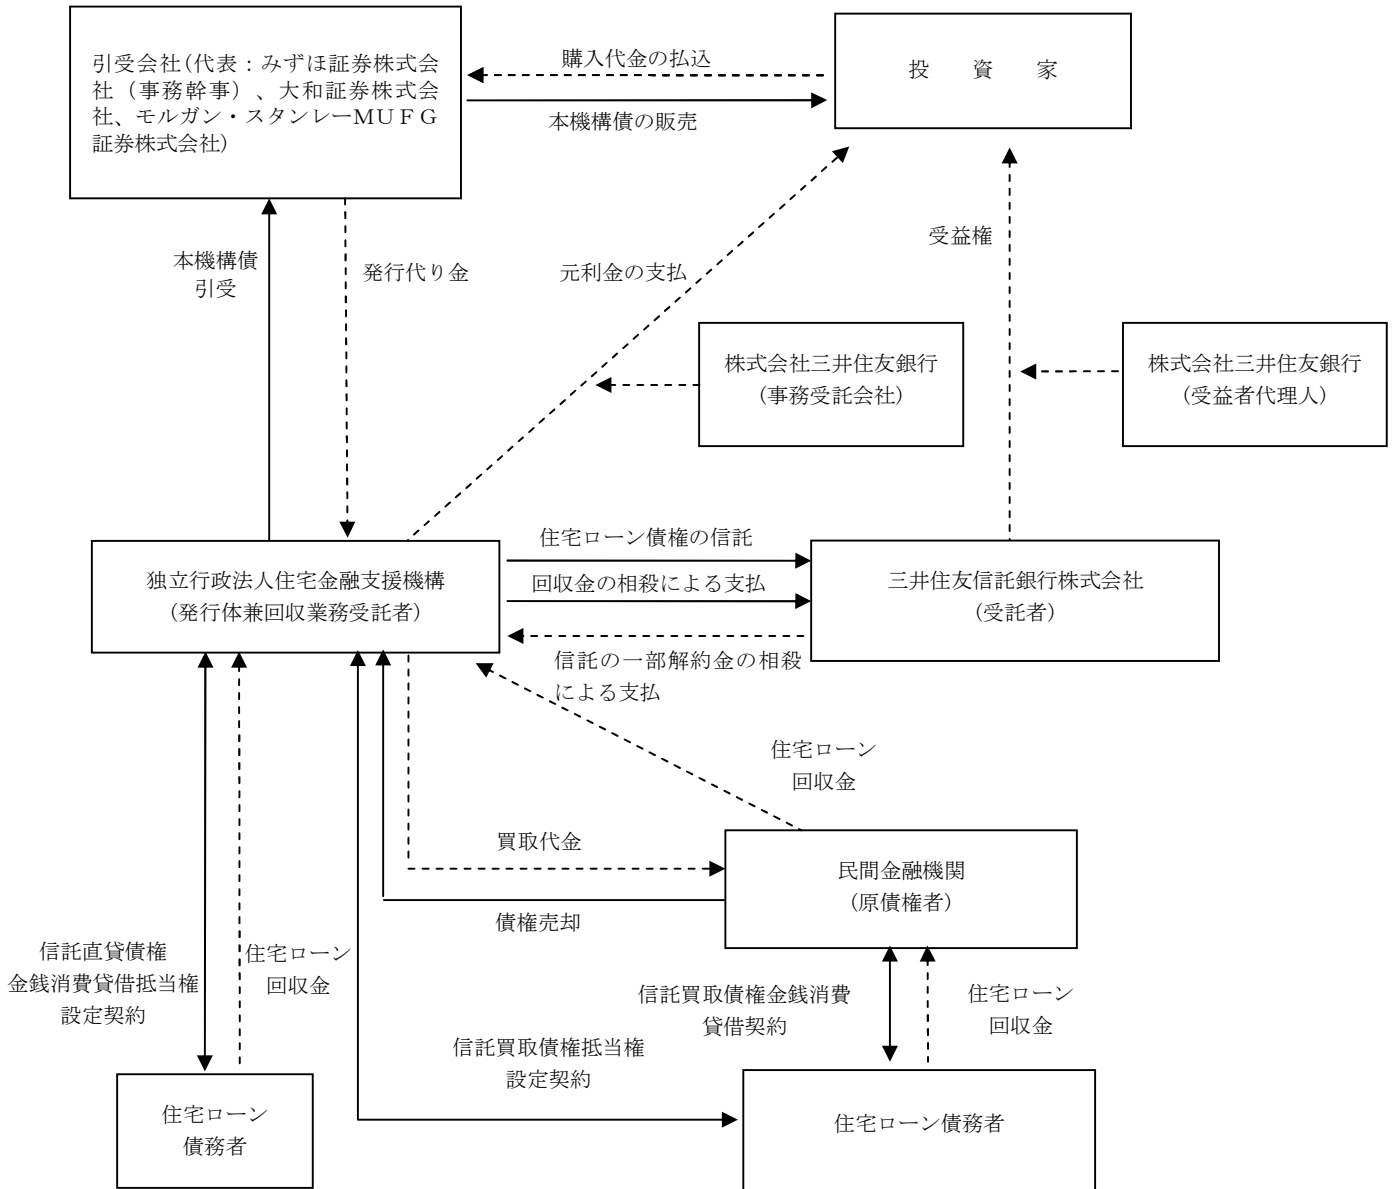 引受会社(代表：みずほ証券株式会
社（事務幹事）、大和証券株式会
社、モルガン・スタンレーＭＵＦＧ
証券株式会社)
購入代金の払込
本機構債の販売
投　資　家
本機構債
引受
発行代り金
元利金の支払
受益権
株式会社三井住友銀行
（事務受託会社）
株式会社三井住友銀行
（受益者代理人）
独立行政法人住宅金融支援機構
（発行体兼回収業務受託者）
住宅ローン債権の信託
回収金の相殺による支払
信託の一部解約金の相殺
による支払
三井住友信託銀行株式会社
（受託者）
住宅ローン
回収金
買取代金
債権売却
民間金融機関
（原債権者）
信託直貸債権
金銭消費貸借抵当権
設定契約
住宅ローン
回収金
信託買取債権金銭消費
貸借契約
住宅ローン
回収金
信託買取債権抵当権
設定契約
住宅ローン
債務者
住宅ローン債務者